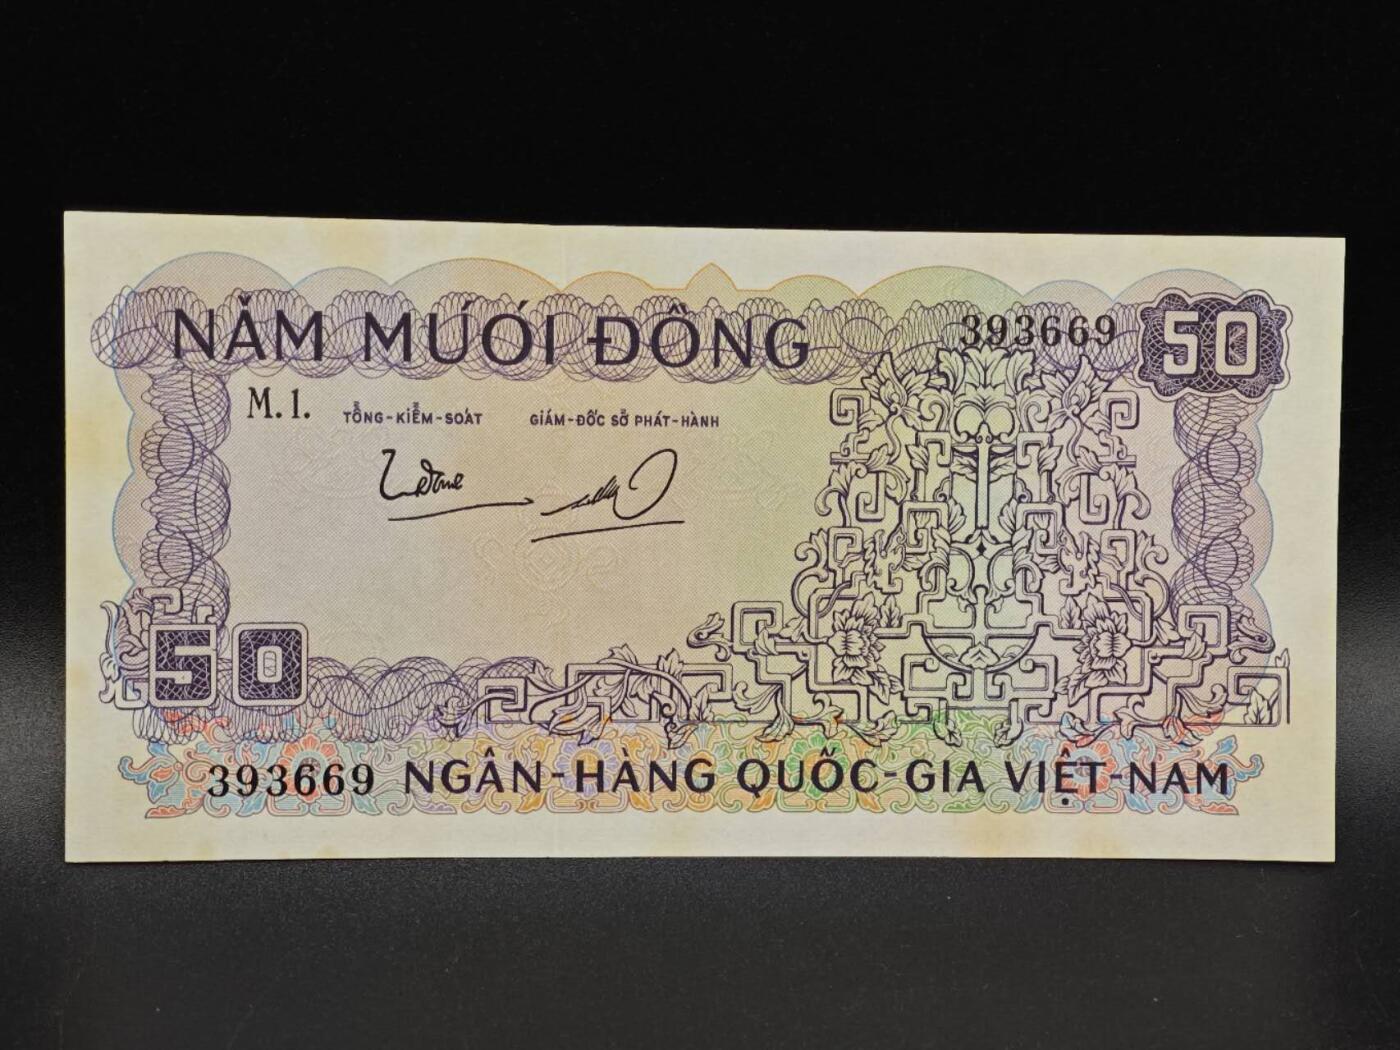 NĂM MƯƠI ĐỒNG
393669
50
M.1.
TỔNG-KIỂM-SOÁT
GIÁM-ĐỐC SỞ PHÁT-HÀNH
50
393669
NGÂN-HÀNG QUỐC-GIA VIỆT-NAM